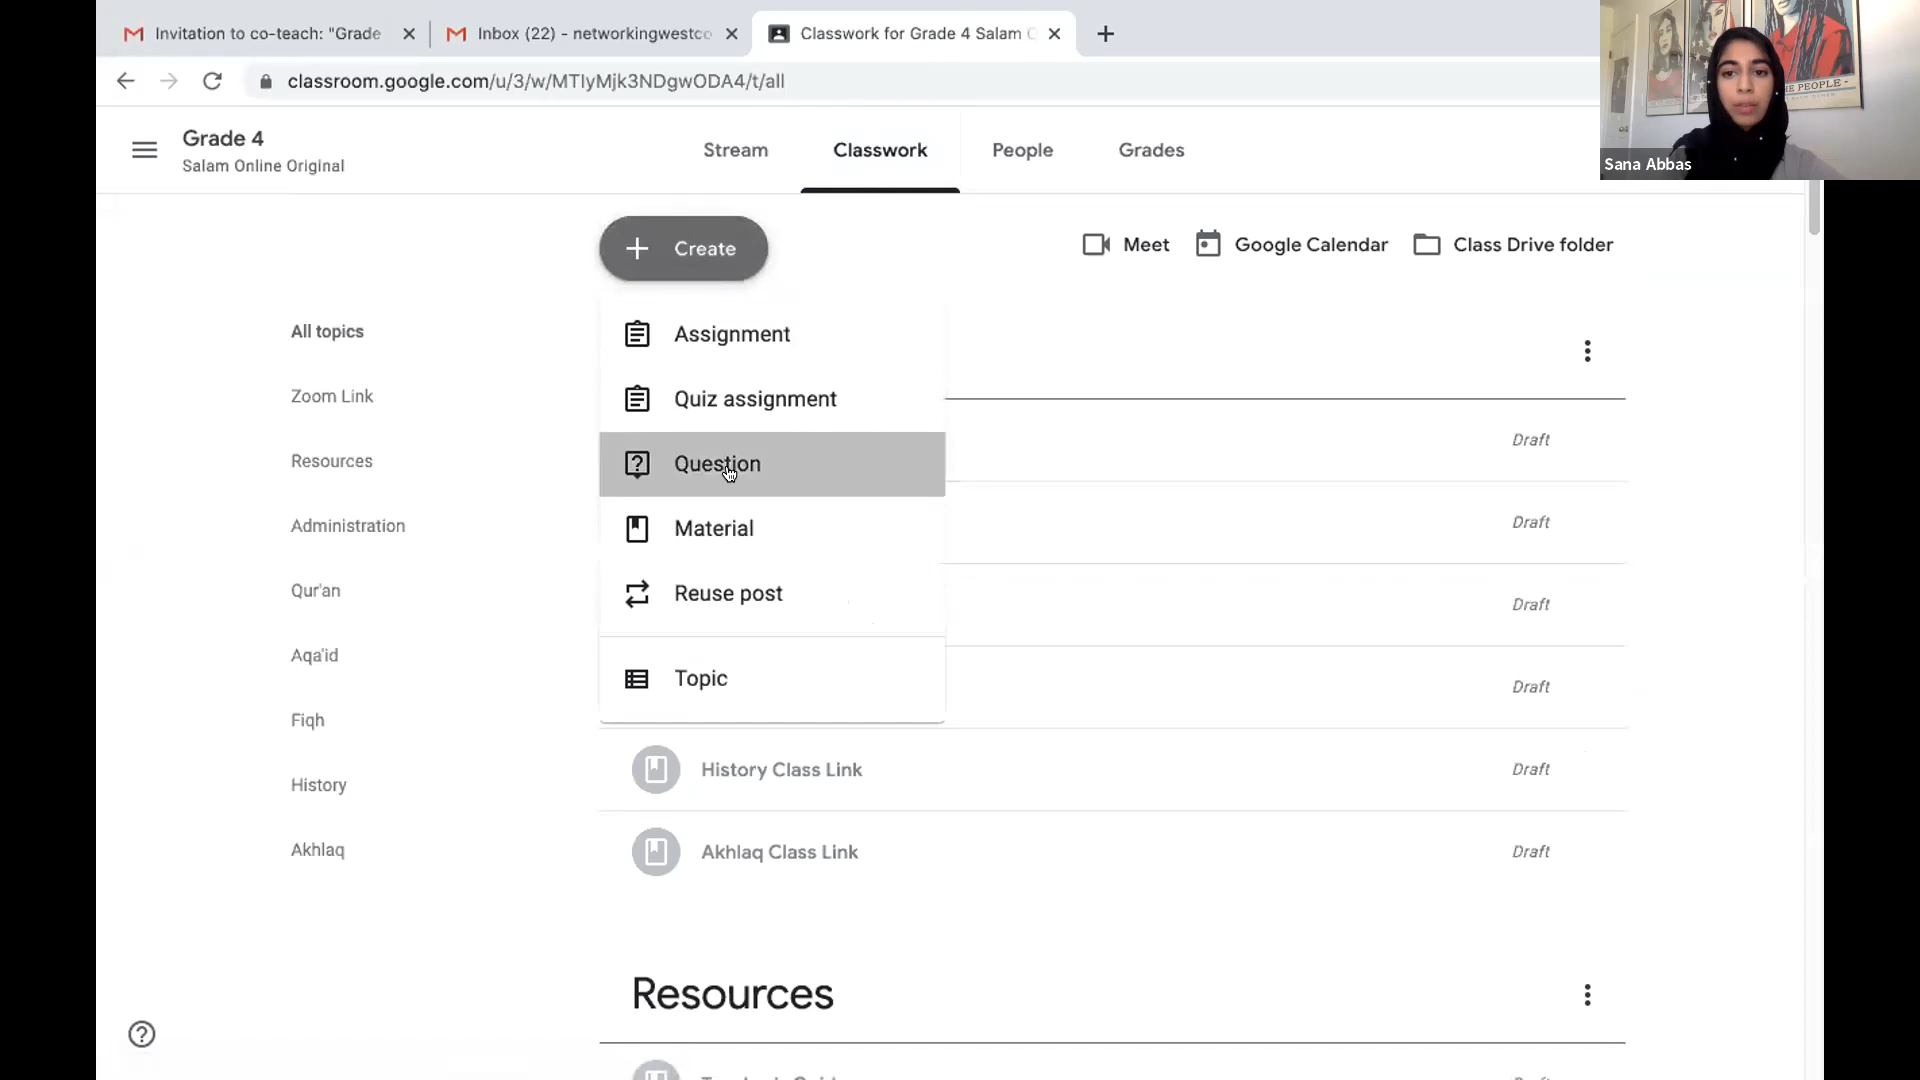 Invitation to co-teach: "Grade
Inbox (22) - networkingwestco
Classwork for Grade 4 Salam O
classroom.google.com/u/3/w/MTIyMjk3NDgwODA4/t/all
Grade 4
Salam Online Original
Stream
Classwork
People
Grades
Sana Abbas
HE PEOPLE -
Create
Meet
Google Calendar
Class Drive folder
All topics
Zoom Link
Resources
Administration
Qur'an
Aqa'id
Fiqh
History
Akhlaq
Assignment
Quiz assignment
Question
Material
Reuse post
Topic
Draft
Draft
Draft
Draft
History Class Link
Draft
Akhlaq Class Link
Draft
Resources